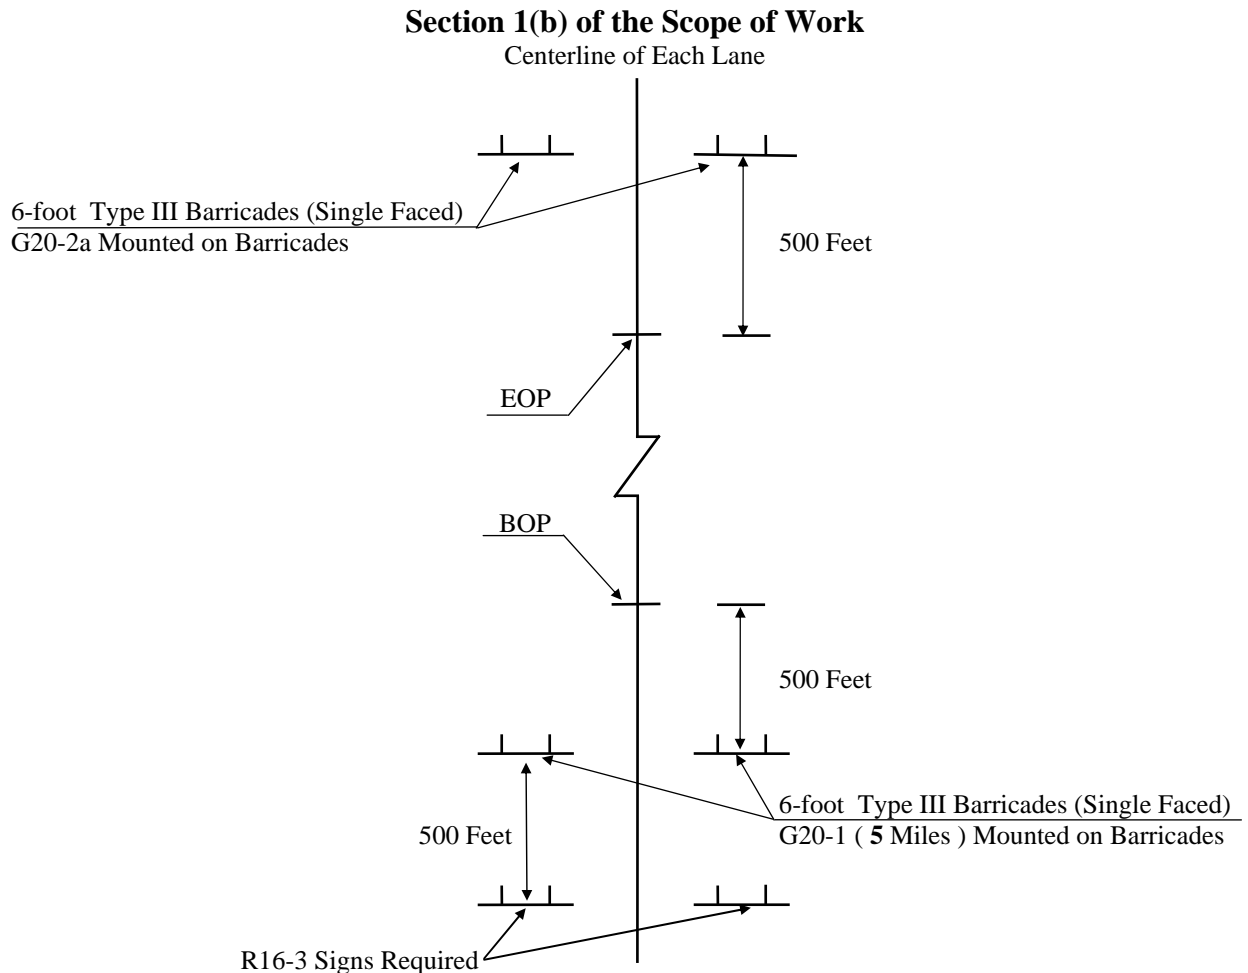 Section 1(b) of the Scope of Work
Centerline of Each Lane
6-foot  Type III Barricades (Single Faced)
G20-2a Mounted on Barricades
500 Feet
EOP
BOP
500 Feet
6-foot  Type III Barricades (Single Faced)
G20-1 ( 5 Miles ) Mounted on Barricades
500 Feet
R16-3 Signs Required